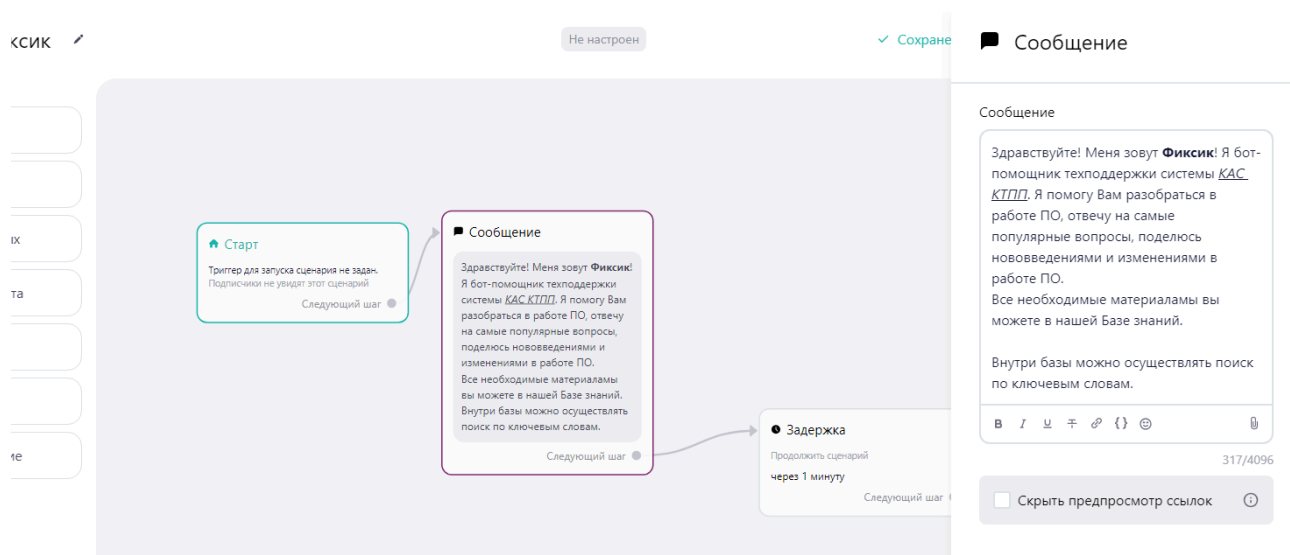 ксик
Не настроен
Сохране
Сообщение
ых
та
ие
Старт
Триггер для запуска сценария не задан.
Подписчики не увидят этот сценарий
Следующий шаг
Сообщение
Здравствуйте! Меня зовут Фиксик!
Я бот-помощник техподдержки
системы КАС КТПП. Я помогу Вам
разобраться в работе ПО, отвечу
на самые популярные вопросы,
поделюсь нововведениями и
изменениями в работе ПО.
Все необходимые материаламы
вы можете в нашей Базе знаний.
Внутри базы можно осуществлять
поиск по ключевым словам.
Следующий шаг
Задержка
Продолжить сценарий
через 1 минуту
Следующий шаг
Сообщение
Здравствуйте! Меня зовут Фиксик! Я бот-
помощник техподдержки системы КАС
КТПП. Я помогу Вам разобраться в
работе ПО, отвечу на самые
популярные вопросы, поделюсь
нововведениями и изменениями в
работе ПО.
Все необходимые материаламы вы
можете в нашей Базе знаний.
Внутри базы можно осуществлять поиск
по ключевым словам.
B I U T {}
317/4096
Скрыть предпросмотр ссылок